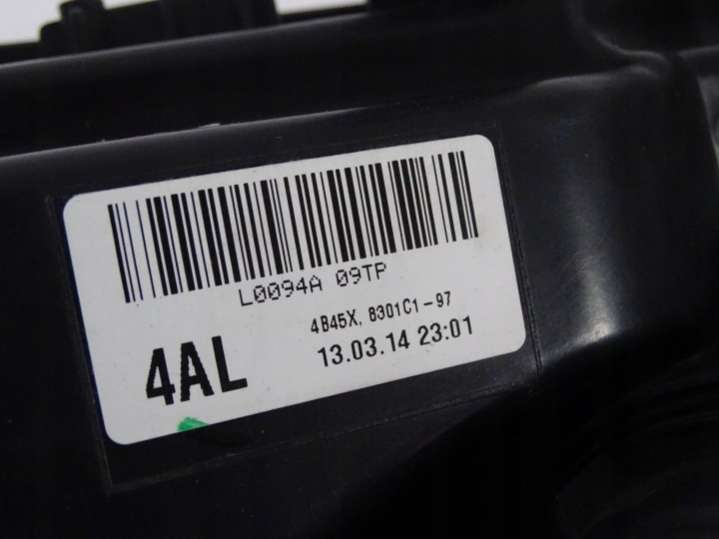 L0094A 09TP
4B45X, 8301C1-97
4AL
13.03.14 23:01